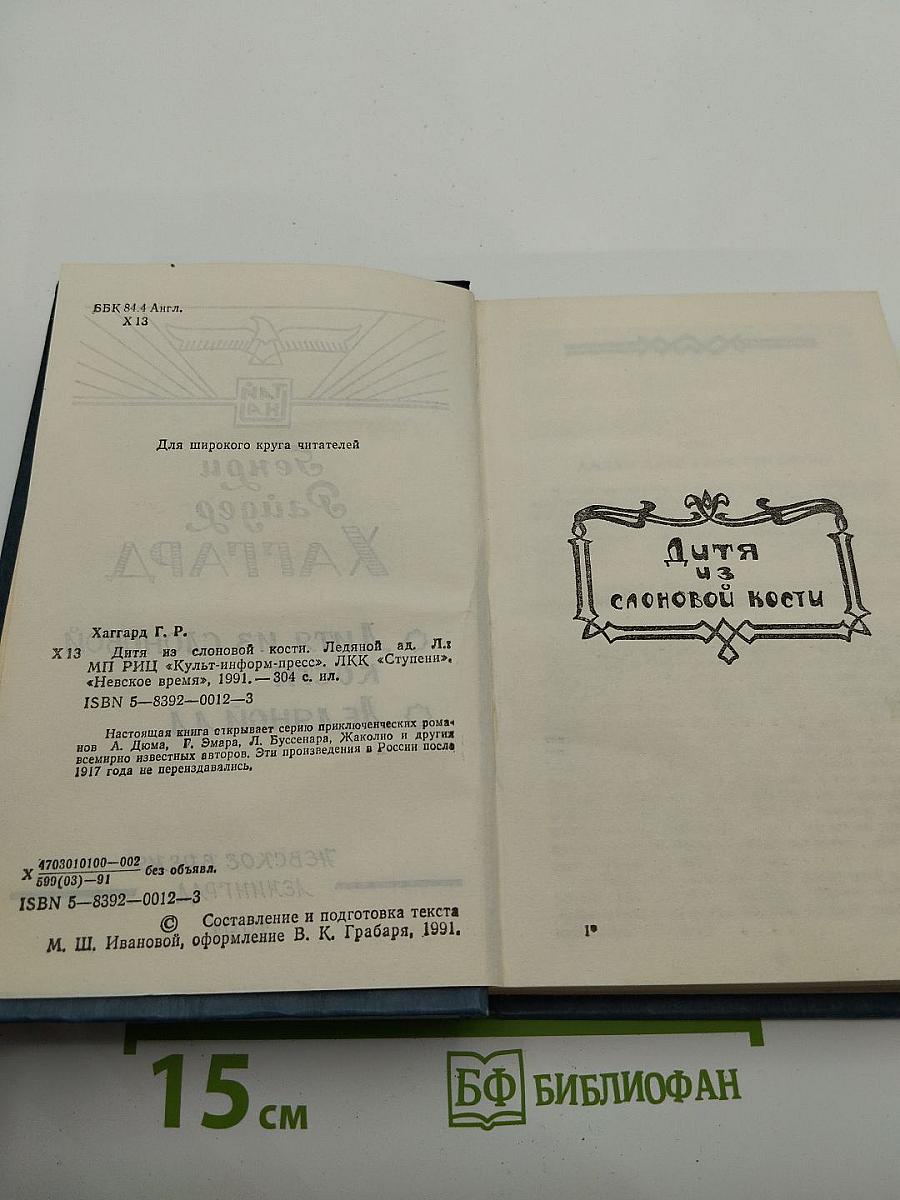 ББК 84.4 Англ.
Х 13
Для широкого круга читателей
Хаггард Г. Р.
Х 13 Дитя из слоновой кости. Ледяной ад. Л.:
МП РИЦ «Культ-информ-пресс». ЛКК «Ступени»,
«Невское время», 1991. — 304 с. ил.
ISBN 5—8392—0012—3
Настоящая книга открывает серию приключенческих рома-
нов А. Дюма, Г. Эмара, Л. Буссенара, Жаколио и других
всемирно известных авторов. Эти произведения в России после
1917 года не переиздавались.
Х 4703010100—002
599(03)—91 без объявл.
ISBN 5—8392—0012—3
© Составление и подготовка текста
М. Ш. Ивановой, оформление В. К. Грабаря, 1991.
Дитя
из
слоновой кости
1*
15 см
БФ БИБЛИОФАН